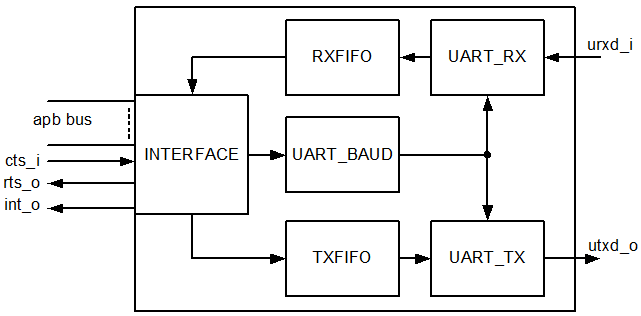 RXFIFO
UART_RX
urxd_i
apb bus
INTERFACE
UART_BAUD
cts_i
rts_o
int_o
TXFIFO
UART_TX
utxd_o